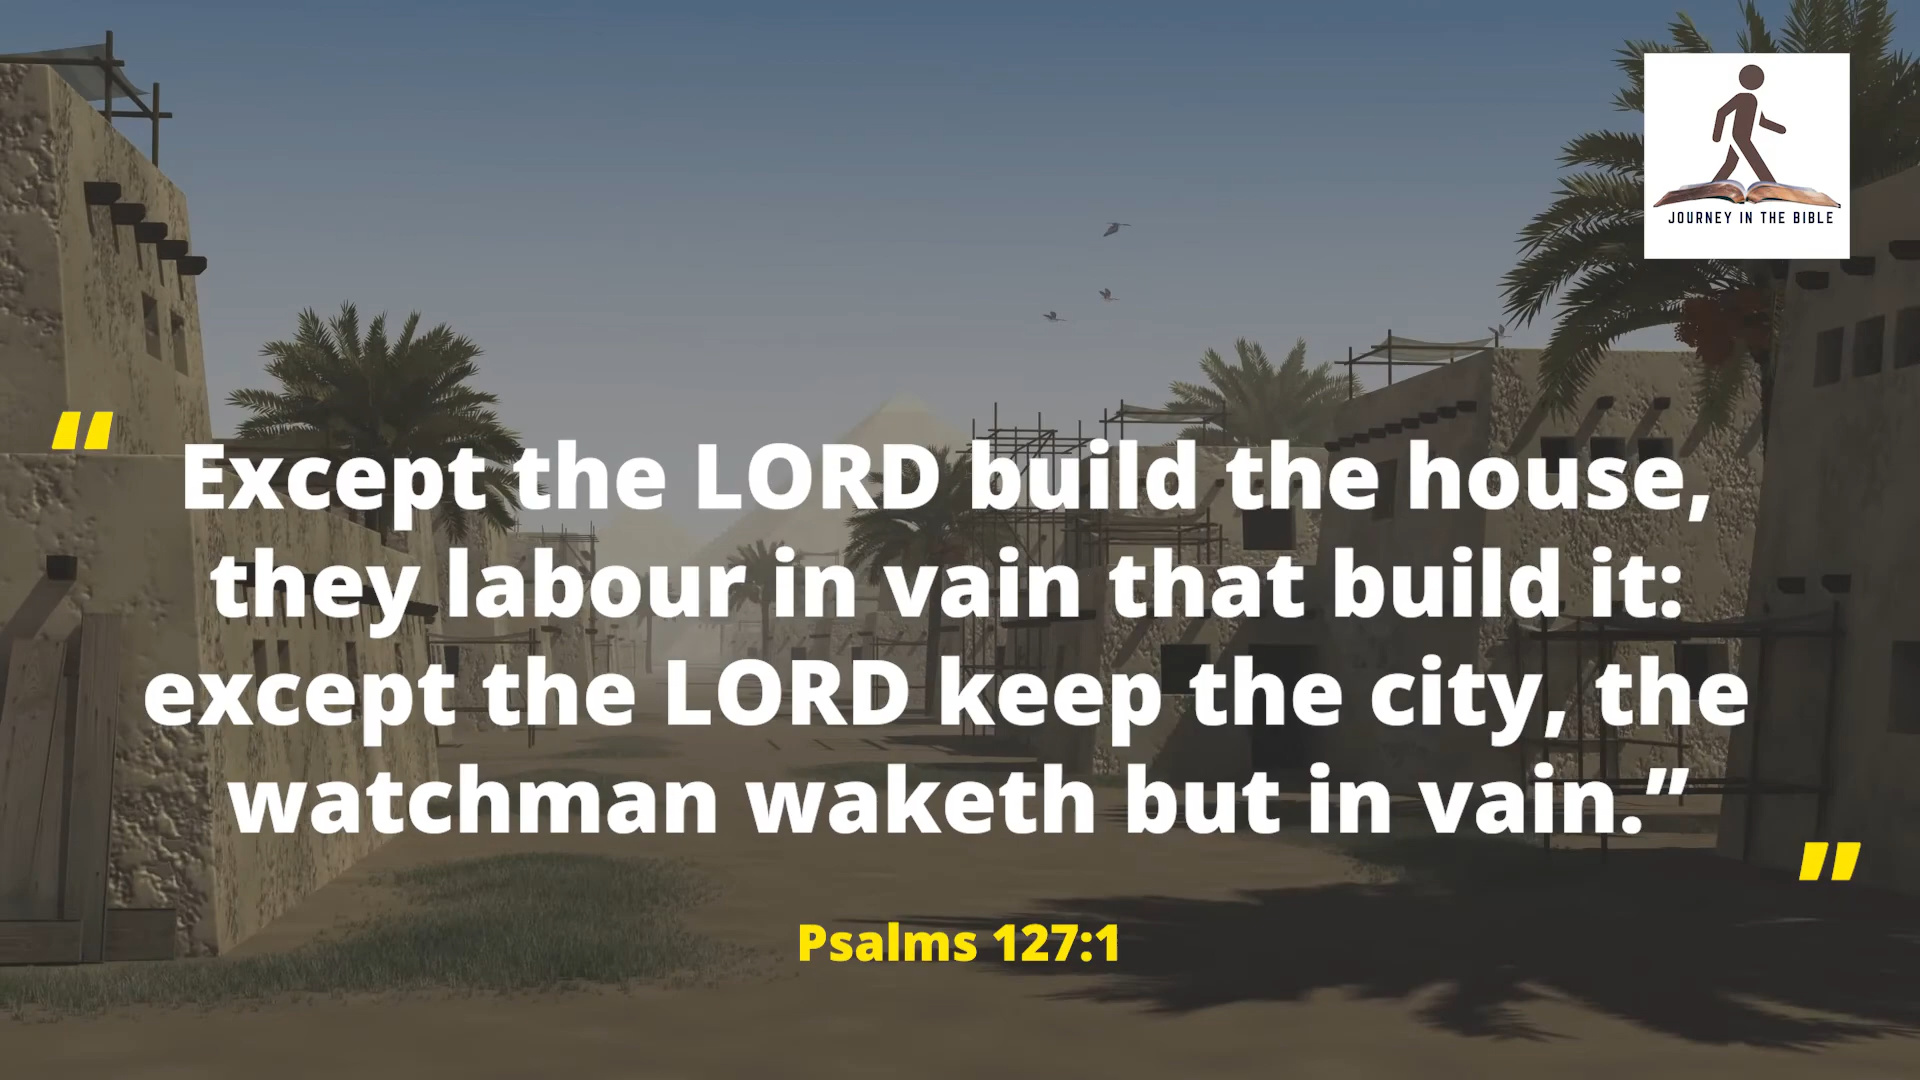 JOURNEY IN THE BIBLE
"
Except the LORD build the house,
they labour in vain that build it:
except the LORD keep the city, the
watchman waketh but in vain.”
"
Psalms 127:1